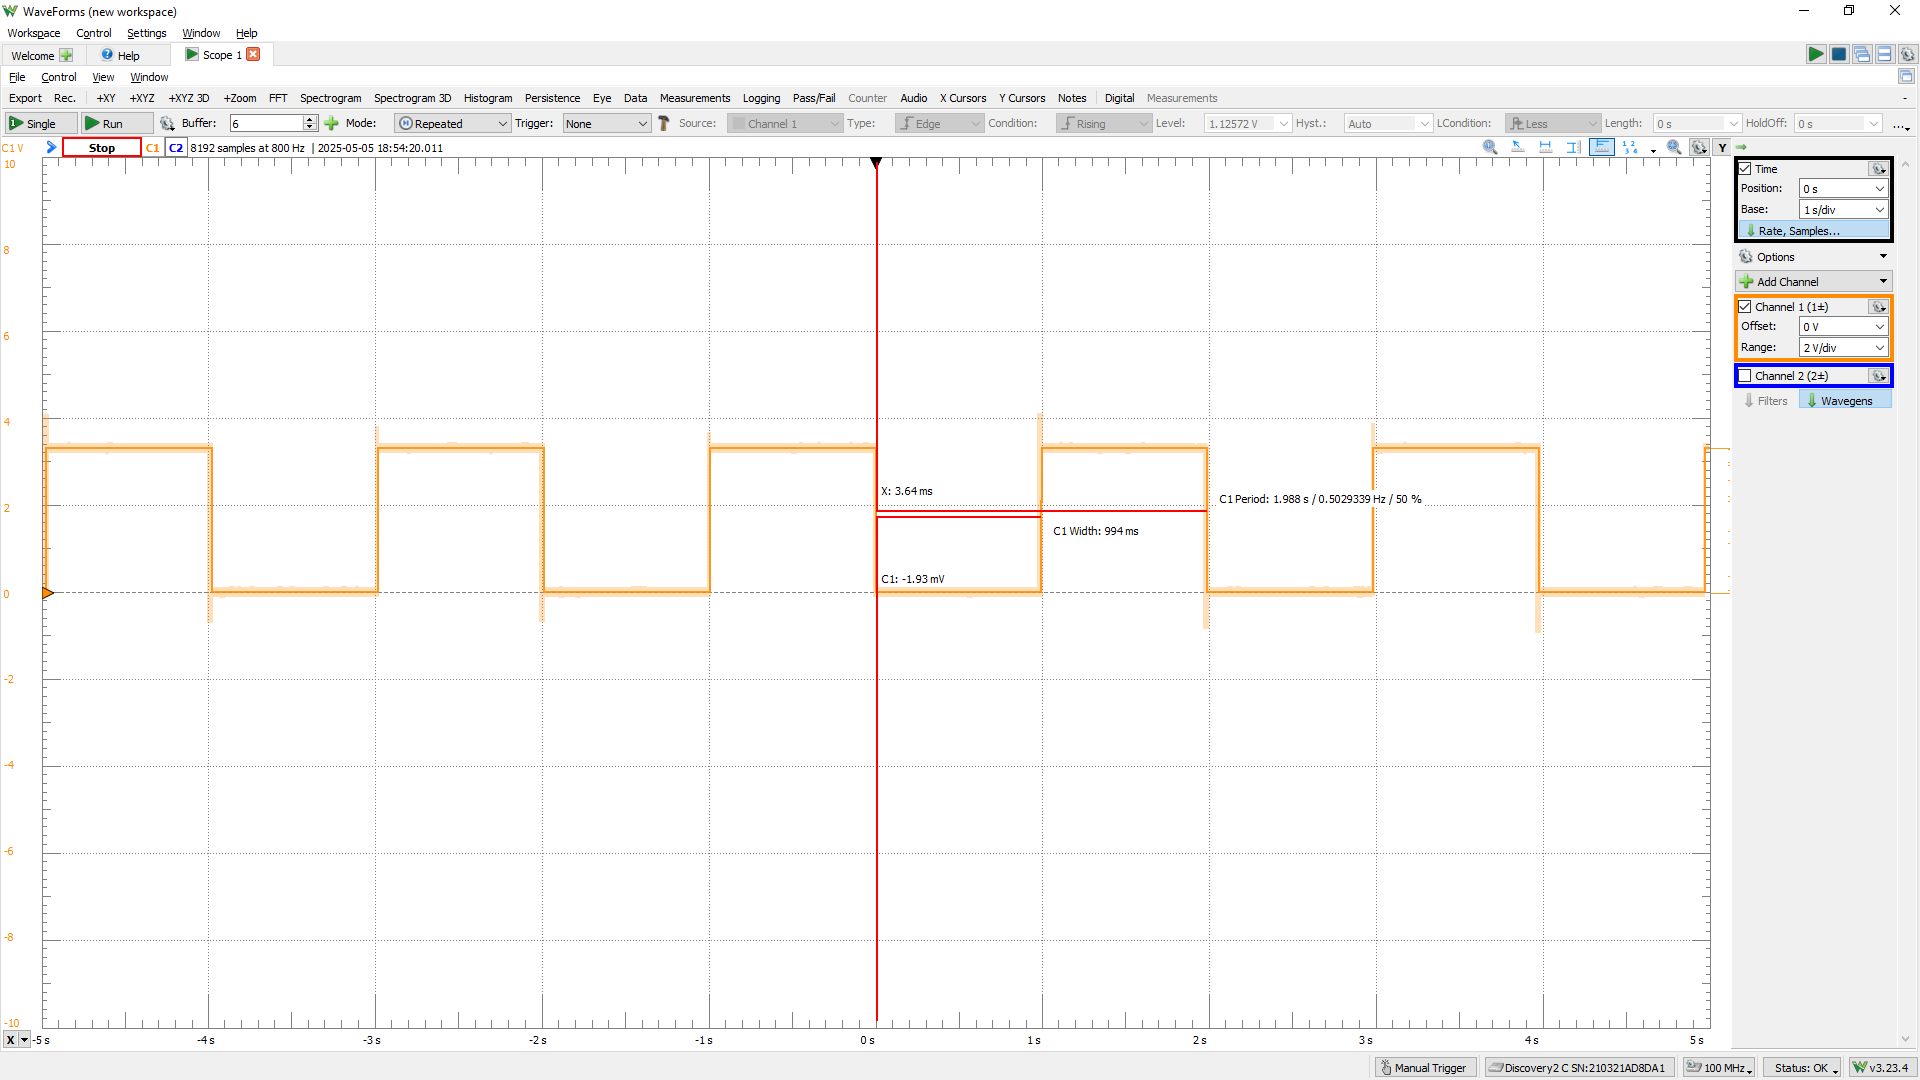 WaveForms (new workspace)
Workspace Control Settings Window Help
Welcome Help Scope 1
File Control View Window
Export Rec. +XY +XYZ +XYZ 3D +Zoom FFT Spectrogram Spectrogram 3D Histogram Persistence Eye Data Measurements Logging Pass/Fail Counter Audio X Cursors Y Cursors Notes Digital Measurements
Single Run Buffer: 6 Mode: Repeated Trigger: None Source: Channel 1 Type: Edge Condition: Rising Level: 1.12572 V Hyst.: Auto LCondition: Less Length: 0 s HoldOff: 0 s ...
C1 V Stop C1 C2 8192 samples at 800 Hz | 2025-05-05 18:54:20.011 Y
10
8
6
4
2
0
-2
-4
-6
-8
-10
X: 3.64 ms
C1 Period: 1.988 s / 0.5029339 Hz / 50 %
C1 Width: 994 ms
C1: -1.93 mV
X -5 s -4 s -3 s -2 s -1 s 0 s 1 s 2 s 3 s 4 s 5 s
Time
Position: 0 s
Base: 1 s/div
Rate, Samples...
Options
Add Channel
Channel 1 (1±)
Offset: 0 V
Range: 2 V/div
Channel 2 (2±)
Filters Wavegens
Manual Trigger Discovery2 C SN:210321AD8DA1 100 MHz Status: OK v3.23.4